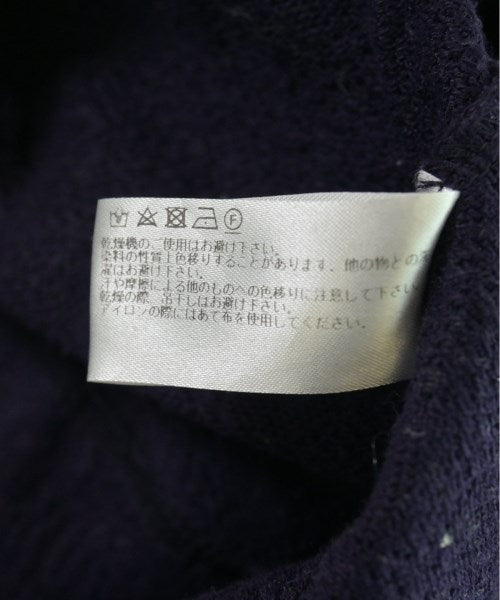 F
乾燥機のご使用はお避け下さい。
染料の性質上色移りすることがあります。他の物との
濯はお避け下さい。
汗や摩擦による他のものへの色移りに注意して下さい
乾燥の際、吊干しはお避け下さい。
アイロンの際にはあて布を使用してください。